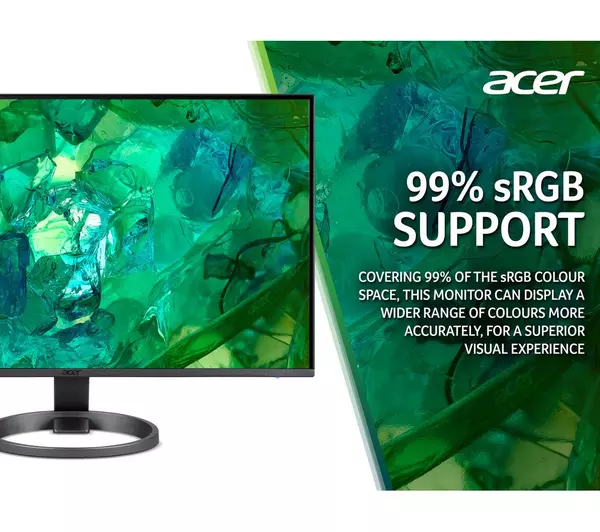 acer
99% sRGB
SUPPORT
COVERING 99% OF THE sRGB COLOUR
SPACE, THIS MONITOR CAN DISPLAY A
WIDER RANGE OF COLOURS MORE
ACCURATELY, FOR A SUPERIOR
VISUAL EXPERIENCE
acer